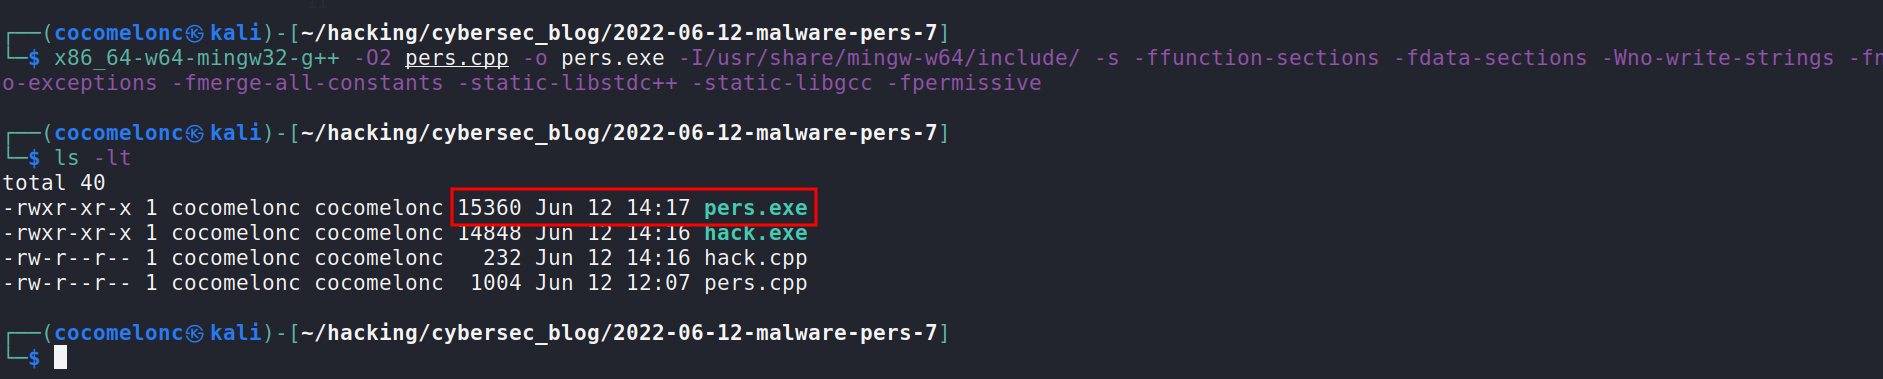 ┌──(cocomelonc㉿kali)-[~/hacking/cybersec_blog/2022-06-12-malware-pers-7]
└─$ x86_64-w64-mingw32-g++ -O2 pers.cpp -o pers.exe -I/usr/share/mingw-w64/include/ -s -ffunction-sections -fdata-sections -Wno-write-strings -fn
o-exceptions -fmerge-all-constants -static-libstdc++ -static-libgcc -fpermissive
┌──(cocomelonc㉿kali)-[~/hacking/cybersec_blog/2022-06-12-malware-pers-7]
└─$ ls -lt
total 40
-rwxr-xr-x 1 cocomelonc cocomelonc 15360 Jun 12 14:17 pers.exe
-rwxr-xr-x 1 cocomelonc cocomelonc 14848 Jun 12 14:16 hack.exe
-rw-r--r-- 1 cocomelonc cocomelonc   232 Jun 12 14:16 hack.cpp
-rw-r--r-- 1 cocomelonc cocomelonc  1004 Jun 12 12:07 pers.cpp
┌──(cocomelonc㉿kali)-[~/hacking/cybersec_blog/2022-06-12-malware-pers-7]
└─$